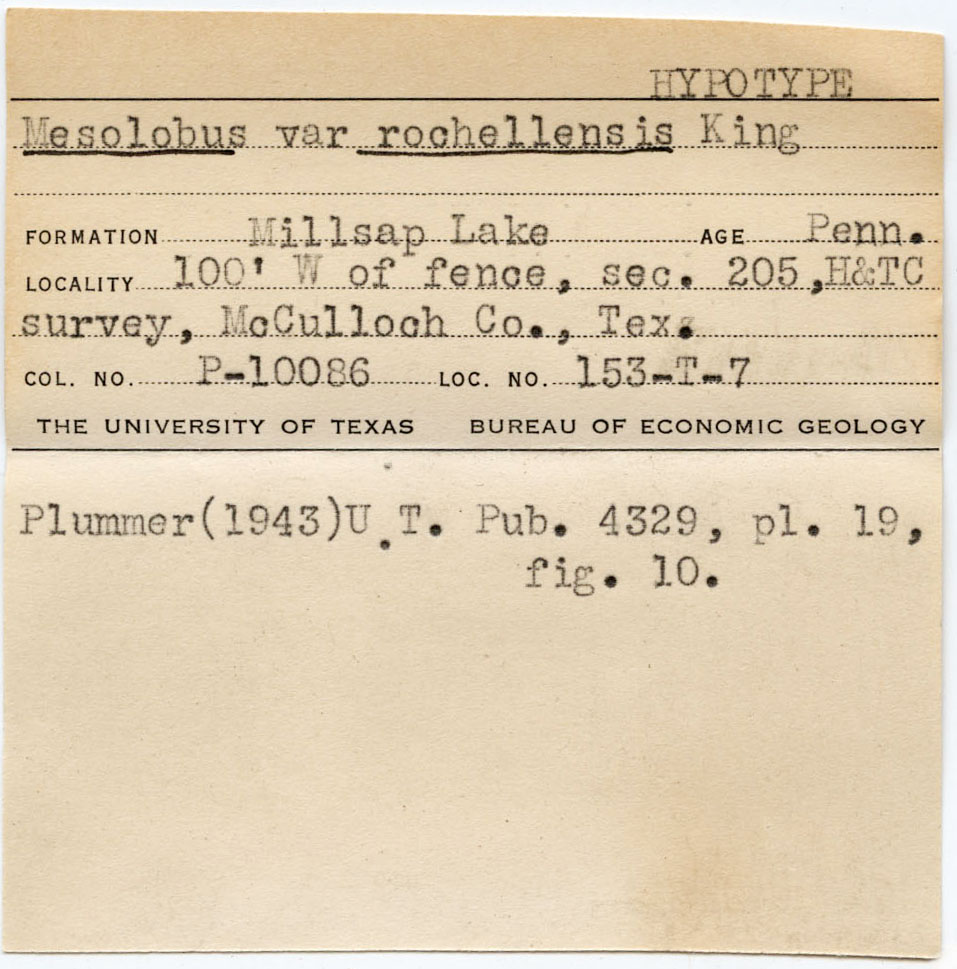 HYPOTYPE
Mesolobus var rochellensis King
FORMATION Millsap Lake AGE Penn.
LOCALITY 100' W of fence, sec. 205,H&TC
survey, McCulloch Co., Tex.
COL. NO. P-10086 LOC. NO. 153-T-7
THE UNIVERSITY OF TEXAS BUREAU OF ECONOMIC GEOLOGY
Plummer(1943)U.T. Pub. 4329, pl. 19,
fig. 10.